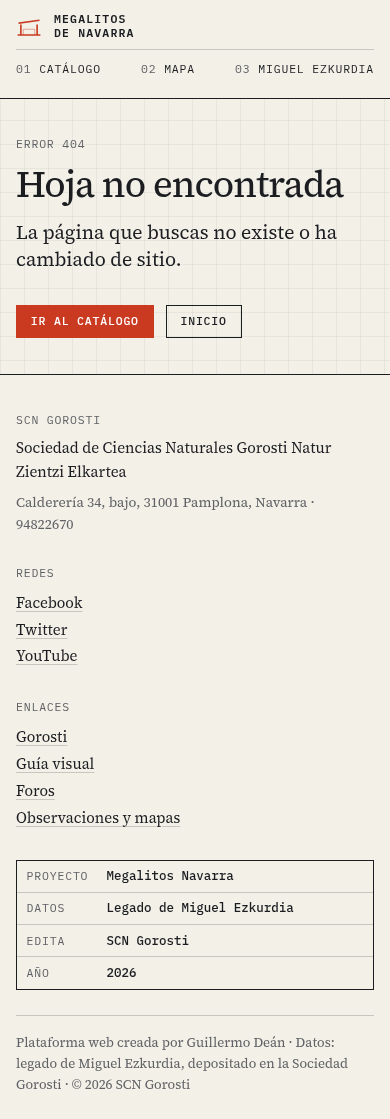 MEGALITOS
DE NAVARRA
01 CATÁLOGO 02 MAPA 03 MIGUEL EZKURDIA
ERROR 404
Hoja no encontrada
La página que buscas no existe o ha
cambiado de sitio.
IR AL CATÁLOGO INICIO
SCN GOROSTI
Sociedad de Ciencias Naturales Gorosti Natur
Zientzi Elkartea
Calderería 34, bajo, 31001 Pamplona, Navarra ·
94822670
REDES
Facebook
Twitter
YouTube
ENLACES
Gorosti
Guía visual
Foros
Observaciones y mapas
PROYECTO Megalitos Navarra
DATOS Legado de Miguel Ezkurdia
EDITA SCN Gorosti
AÑO 2026
Plataforma web creada por Guillermo Deán · Datos:
legado de Miguel Ezkurdia, depositado en la Sociedad
Gorosti · © 2026 SCN Gorosti